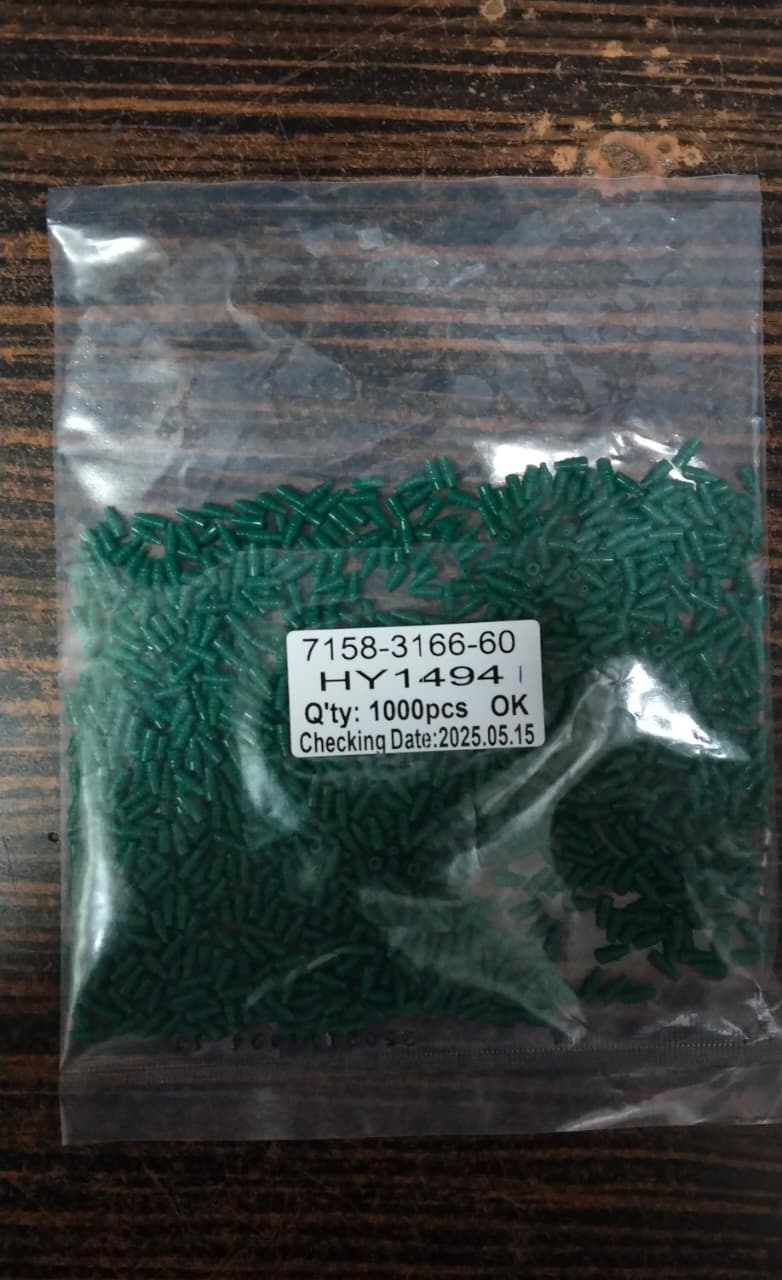 7158-3166-60
HY1494
Q'ty: 1000pcs OK
Checking Date:2025.05.15